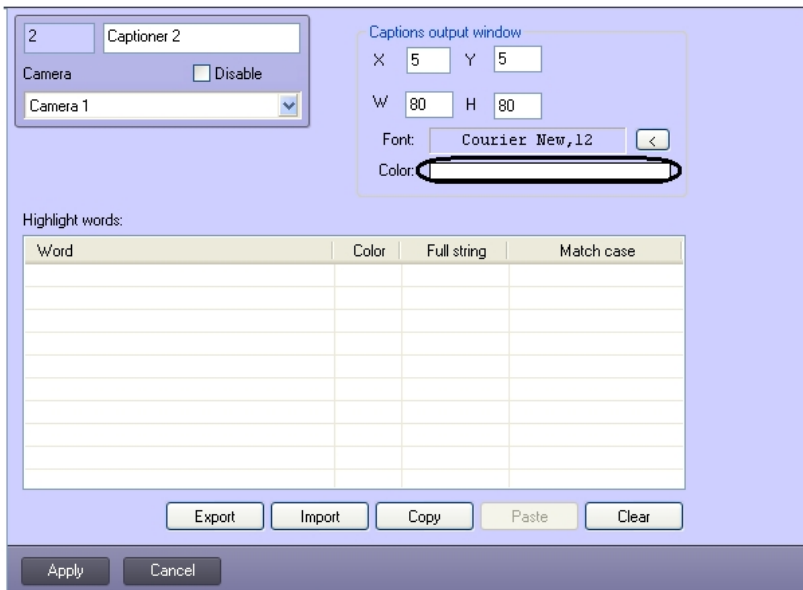 2 Captioner 2
Camera Disable
Camera 1
Captions output window
X 5 Y 5
W 80 H 80
Font: Courier New,12 <
Color:
Highlight words:
Word Color Full string Match case
Export Import Copy Paste Clear
Apply Cancel